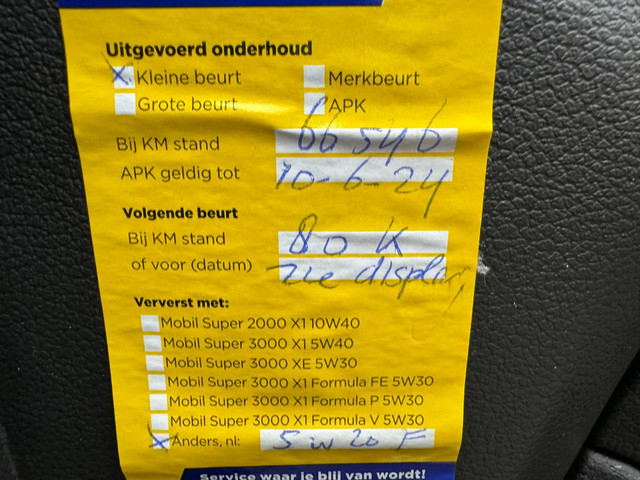 Uitgevoerd onderhoud
Kleine beurt Merkbeurt
Grote beurt APK
Bij KM stand 66546
APK geldig tot 10-6-24
Volgende beurt
Bij KM stand 80 K
of voor (datum) zie display
Ververst met:
Mobil Super 2000 X1 10W40
Mobil Super 3000 X1 5W40
Mobil Super 3000 XE 5W30
Mobil Super 3000 X1 Formula FE 5W30
Mobil Super 3000 X1 Formula P 5W30
Mobil Super 3000 X1 Formula V 5W30
Anders, nl: 5 w 20 F
Service waar je blij van wordt!